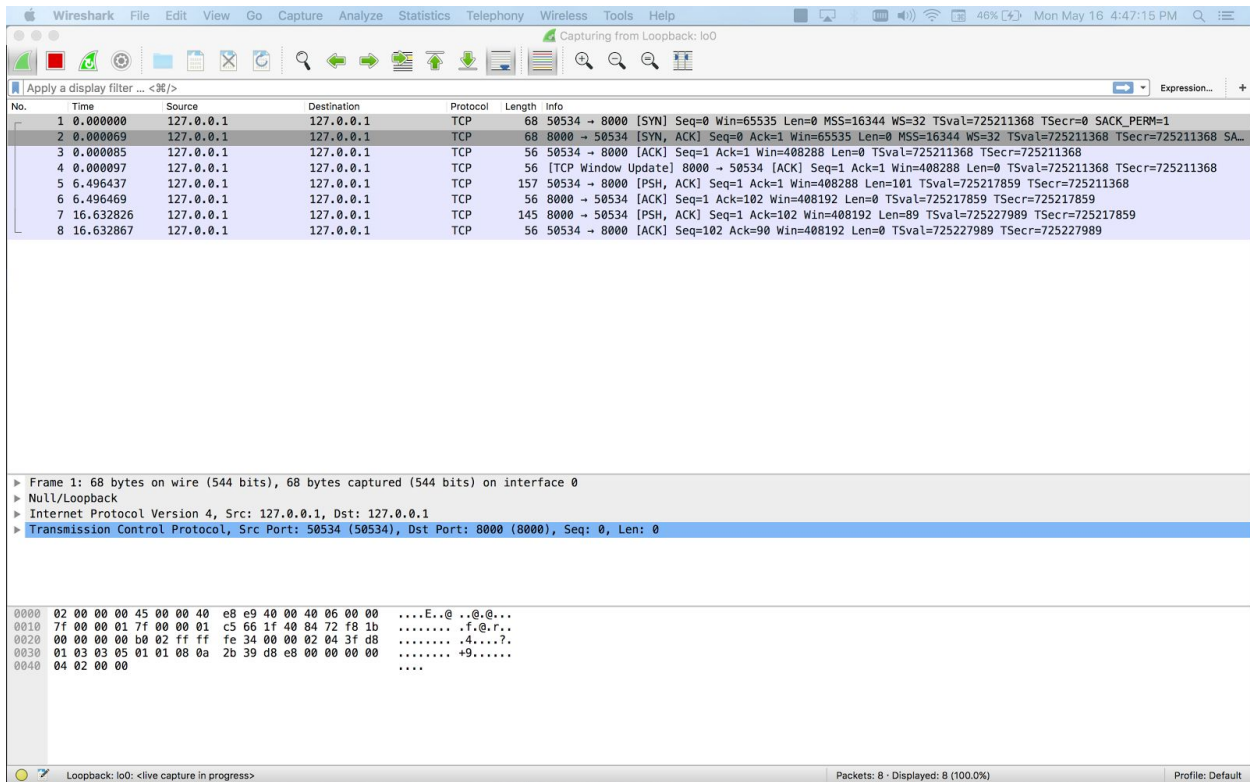 Wireshark File Edit View Go Capture Analyze Statistics Telephony Wireless Tools Help 46% Mon May 16 4:47:15 PM
Capturing from Loopback: lo0
Apply a display filter ... <⌘/> Expression... +
No. Time Source Destination Protocol Length Info
1 0.000000 127.0.0.1 127.0.0.1 TCP 68 50534 → 8000 [SYN] Seq=0 Win=65535 Len=0 MSS=16344 WS=32 TSval=725211368 TSecr=0 SACK_PERM=1
2 0.000069 127.0.0.1 127.0.0.1 TCP 68 8000 → 50534 [SYN, ACK] Seq=0 Ack=1 Win=65535 Len=0 MSS=16344 WS=32 TSval=725211368 TSecr=725211368 SA…
3 0.000085 127.0.0.1 127.0.0.1 TCP 56 50534 → 8000 [ACK] Seq=1 Ack=1 Win=408288 Len=0 TSval=725211368 TSecr=725211368
4 0.000097 127.0.0.1 127.0.0.1 TCP 56 [TCP Window Update] 8000 → 50534 [ACK] Seq=1 Ack=1 Win=408288 Len=0 TSval=725211368 TSecr=725211368
5 6.496437 127.0.0.1 127.0.0.1 TCP 157 50534 → 8000 [PSH, ACK] Seq=1 Ack=1 Win=408288 Len=101 TSval=725217859 TSecr=725211368
6 6.496469 127.0.0.1 127.0.0.1 TCP 56 8000 → 50534 [ACK] Seq=1 Ack=102 Win=408192 Len=0 TSval=725217859 TSecr=725217859
7 16.632826 127.0.0.1 127.0.0.1 TCP 145 8000 → 50534 [PSH, ACK] Seq=1 Ack=102 Win=408192 Len=89 TSval=725227989 TSecr=725217859
8 16.632867 127.0.0.1 127.0.0.1 TCP 56 50534 → 8000 [ACK] Seq=102 Ack=90 Win=408192 Len=0 TSval=725227989 TSecr=725227989
Frame 1: 68 bytes on wire (544 bits), 68 bytes captured (544 bits) on interface 0
Null/Loopback
Internet Protocol Version 4, Src: 127.0.0.1, Dst: 127.0.0.1
Transmission Control Protocol, Src Port: 50534 (50534), Dst Port: 8000 (8000), Seq: 0, Len: 0
0000 02 00 00 00 45 00 00 40 e8 e9 40 00 40 06 00 00 ....E..@ ..@.@...
0010 7f 00 00 01 7f 00 00 01 c5 66 1f 40 84 72 f8 1b ........ .f.@.r..
0020 00 00 00 00 b0 02 ff ff fe 34 00 00 02 04 3f d8 ........ .4....?.
0030 01 03 03 05 01 01 08 0a 2b 39 d8 e8 00 00 00 00 ........ +9......
0040 04 02 00 00 ....
Loopback: lo0: <live capture in progress> Packets: 8 · Displayed: 8 (100.0%) Profile: Default